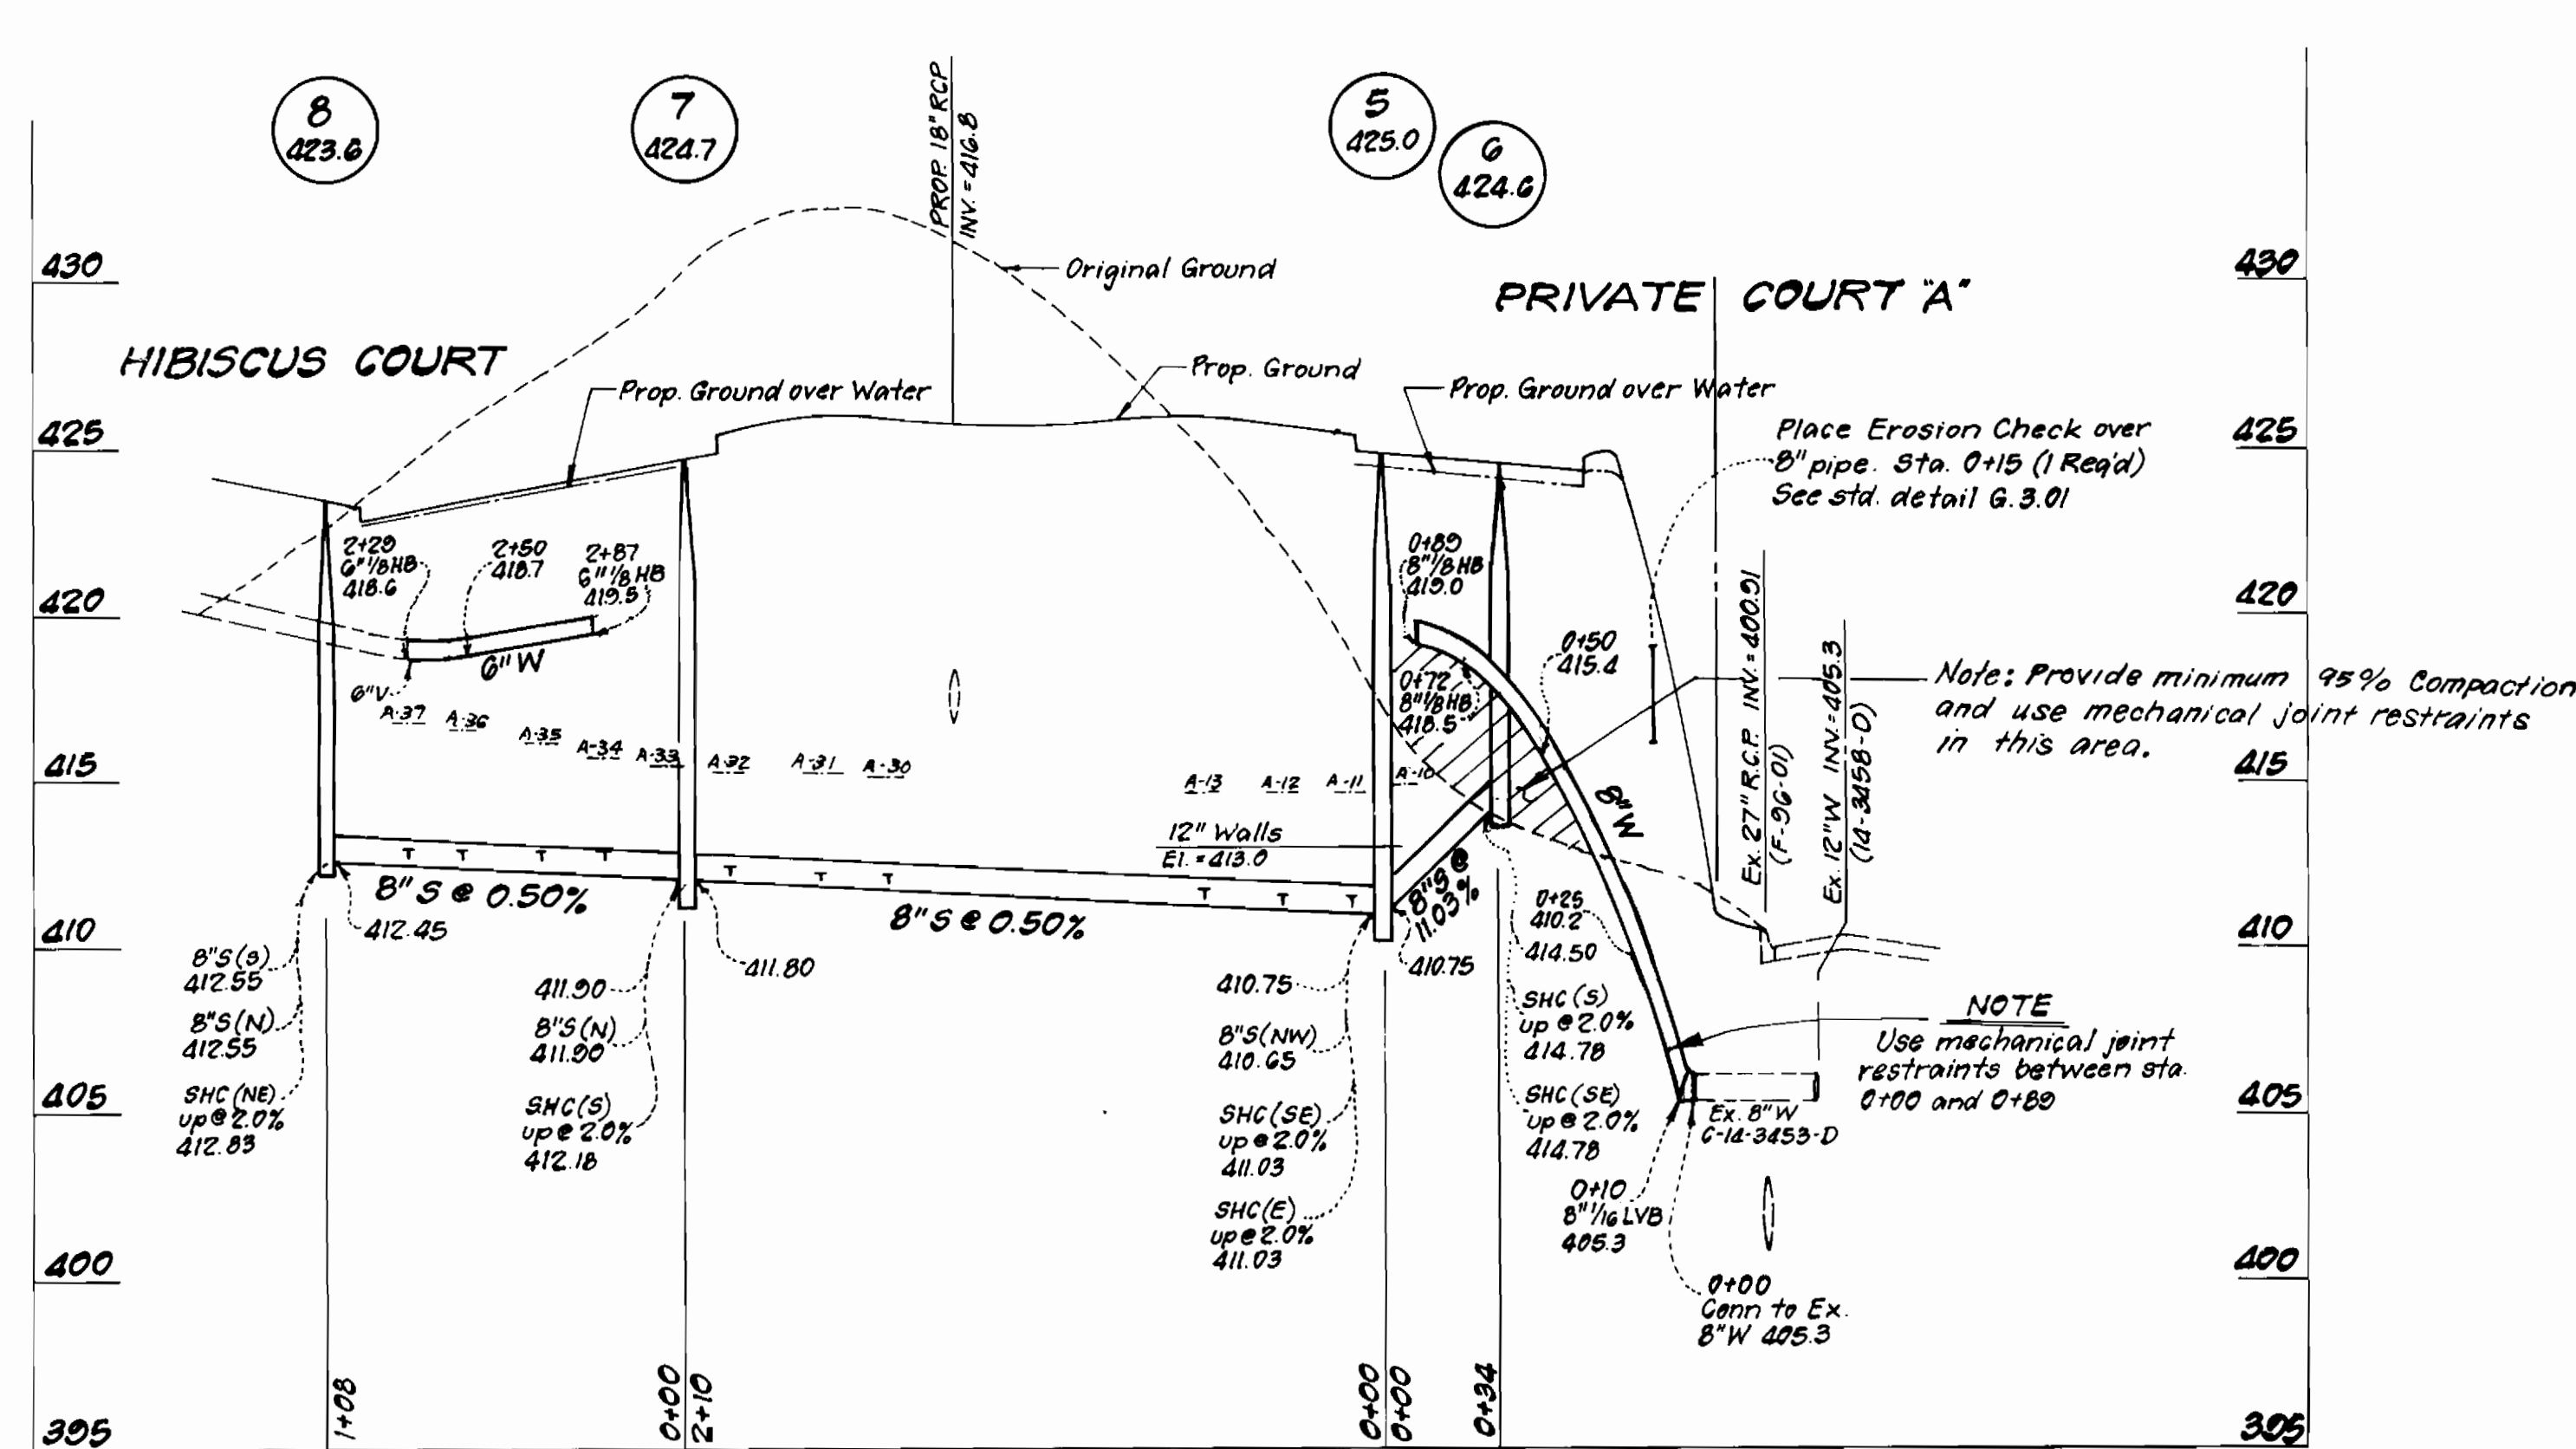 8
423.6
7
424.7
PROP. 18" RCP
INV. = 416.8
5
425.0
6
424.6
430
430
Original Ground
PRIVATE COURT "A"
HIBISCUS COURT
Prop. Ground over Water
Prop. Ground
Prop. Ground over Water
425
425
Place Erosion Check over
8" pipe. Sta. 0+15 (1 Req'd)
See std. detail G.3.01
2+29
6" 1/8 HB
418.6
2+50
418.7
2+87
6" 1/8 HB
419.5
0+89
8" 1/8 HB
419.0
420
420
6" W
6"V
0+72
8" 1/8 HB
418.5
0+50
415.4
Ex. 27" R.C.P. INV. = 400.91
(F-96-01)
Ex. 12"W INV. = 405.3
(14-3458-D)
Note: Provide minimum 95% Compaction
and use mechanical joint restraints
in this area.
A-37
A-36
A-35
A-34
A-33
A-32
A-31
A-30
A-13
A-12
A-11
A-10
415
415
8"W
12" Walls
El. = 413.0
T
T
T
T
T
T
T
T
T
T
8" S @ 0.50%
8" S @ 0.50%
8"S @
11.03%
412.45
410
410
0+25
410.2
414.50
8"S(S)
412.55
8"S(N)
412.55
SHC (NE)
up @ 2.0%
412.83
411.90
8"S(N)
411.90
SHC(S)
up @ 2.0%
412.18
411.80
410.75
8"S(NW)
410.65
SHC (SE)
up @ 2.0%
411.03
SHC(E)
up @ 2.0%
411.03
410.75
SHC (S)
up @ 2.0%
414.78
SHC (SE)
up @ 2.0%
414.78
NOTE
Use mechanical joint
restraints between sta.
0+00 and 0+89
405
405
Ex. 8" W
C-14-3453-D
0+10
8" 1/16 LVB
405.3
0+00
Conn to Ex.
8"W 405.3
400
400
1+08
0+00
2+10
0+00
0+00
0+34
395
395